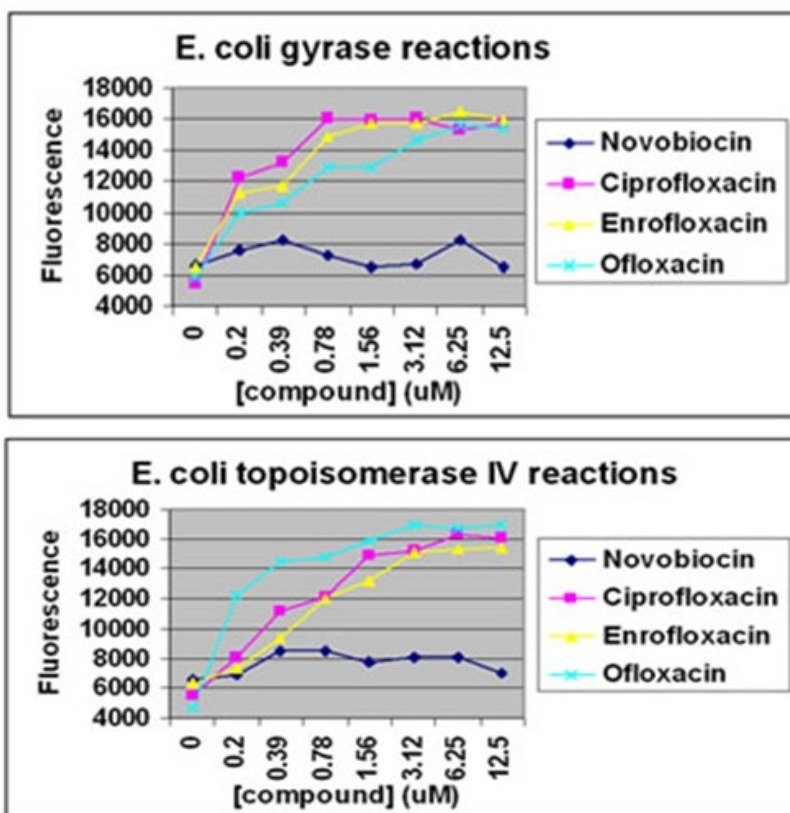 E. coli gyrase reactions
Fluorescence
18000
16000
14000
12000
10000
8000
6000
4000
0
0.2
0.39
0.78
1.56
3.12
6.25
12.5
[compound] (uM)
Novobiocin
Ciprofloxacin
Enrofloxacin
Ofloxacin
E. coli topoisomerase IV reactions
Fluorescence
18000
16000
14000
12000
10000
8000
6000
4000
0
0.2
0.39
0.78
1.56
3.12
6.25
12.5
[compound] (uM)
Novobiocin
Ciprofloxacin
Enrofloxacin
Ofloxacin